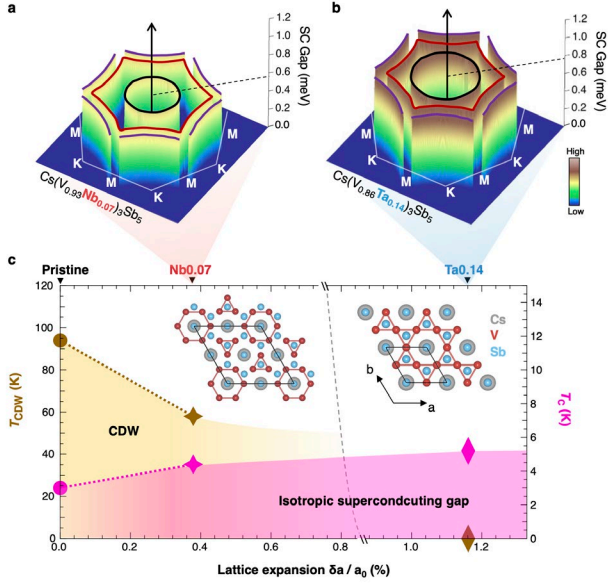 a
1.2
1.0
0.8
0.6
0.4
0.2
0.0
SC Gap (meV)
M
K
M
K
M
K
Cs(V0.93Nb0.07)3Sb5
b
1.2
1.0
0.8
0.6
0.4
0.2
0.0
SC Gap (meV)
M
K
M
K
M
K
Cs(V0.86Ta0.14)3Sb5
High
Low
c
Pristine
Nb0.07
Ta0.14
120
100
80
60
40
20
0
TCDW (K)
14
12
10
8
6
4
2
0
TC (K)
Cs
V
Sb
b
a
CDW
Isotropic supercondcuting gap
0.0 0.2 0.4 0.6 0.8 1.0 1.2
Lattice expansion δa / a0 (%)